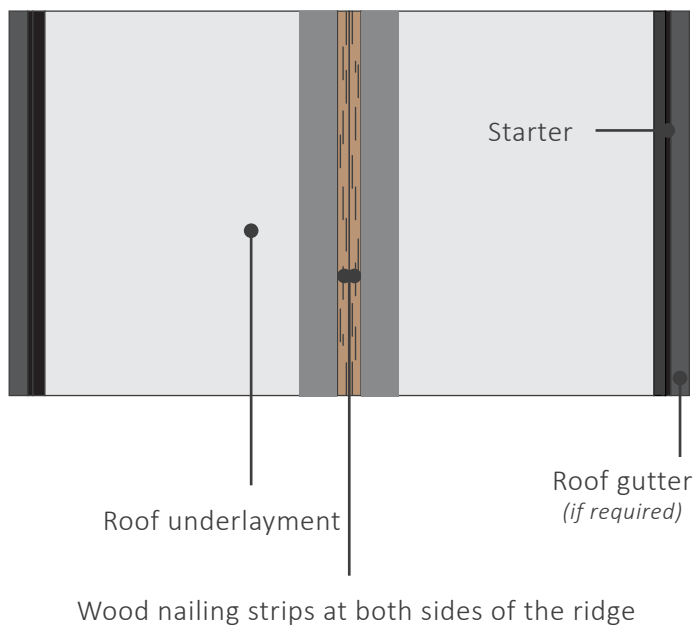 Starter
Roof gutter
(if required)
Roof underlayment
Wood nailing strips at both sides of the ridge